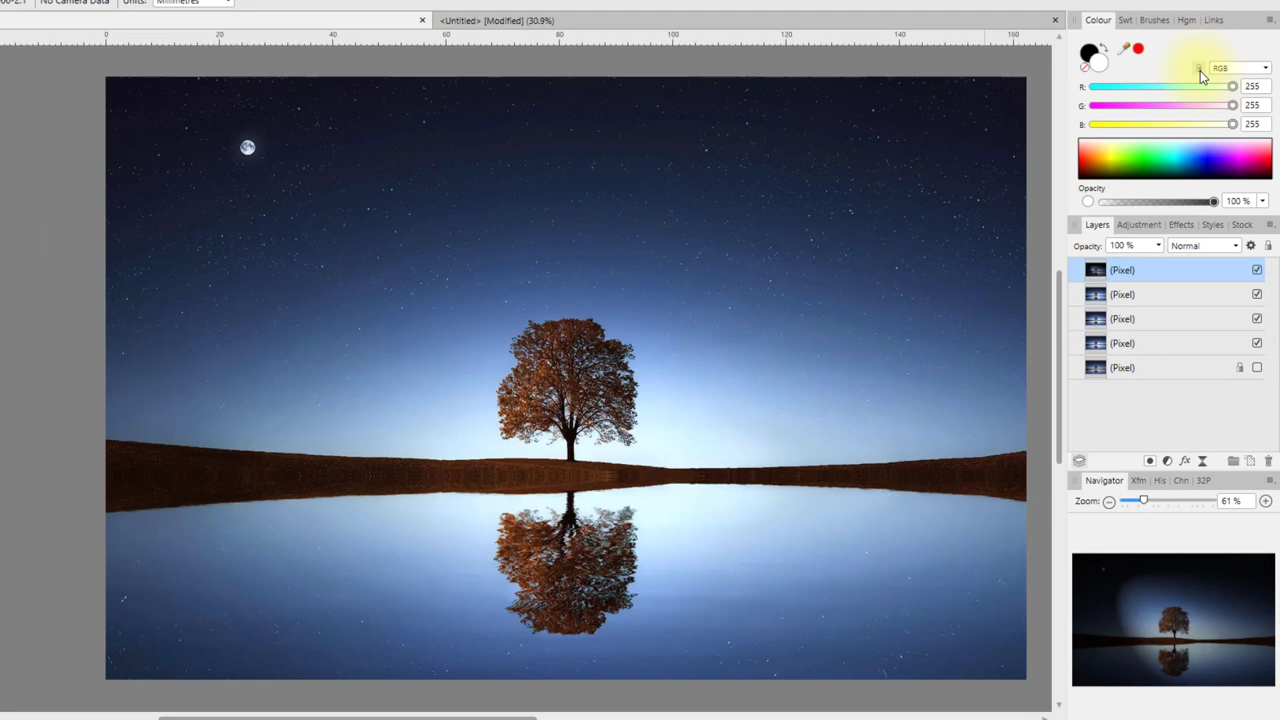 No Camera Data Units: Millimetres
<Untitled> [Modified] (30.9%)
0 20 40 60 80 100 120 140 160
Colour Swt Brushes Hgm Links
RGB
R: 255
G: 255
B: 255
Opacity
100 %
Layers Adjustment Effects Styles Stock
Opacity: 100 % Normal
(Pixel)
(Pixel)
(Pixel)
(Pixel)
(Pixel)
fx
Navigator Xfm His Chn 32P
Zoom: 61 %